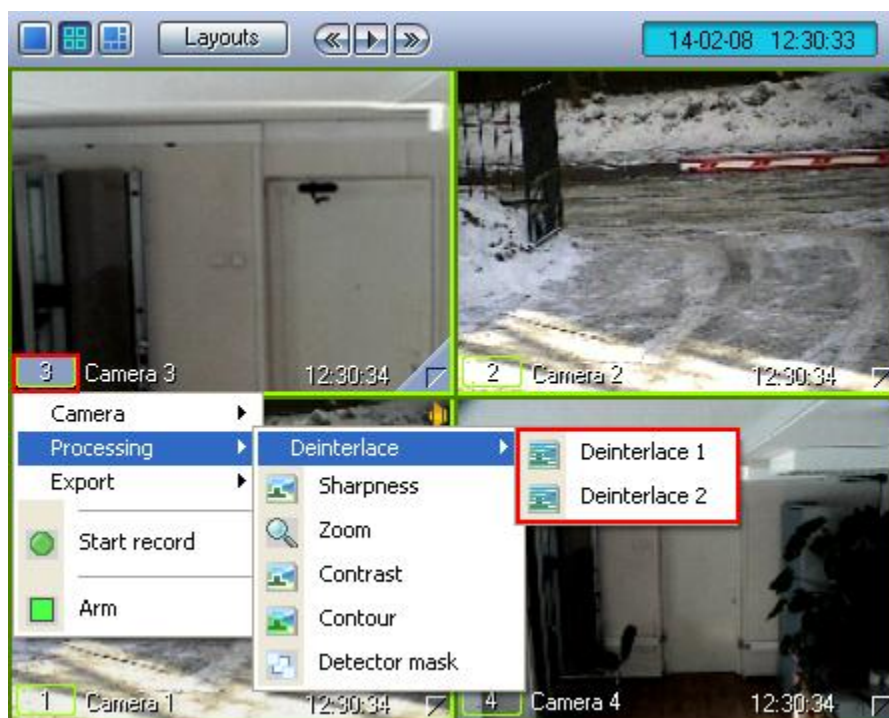 Layouts
14-02-08 12:30:33
3 Camera 3 12:30:34
2 Camera 2 12:30:34
Camera
Processing
Export
Start record
Arm
Deinterlace
Sharpness
Zoom
Contrast
Contour
Detector mask
Deinterlace 1
Deinterlace 2
1 Camera 1 12:30:34
4 Camera 4 12:30:34